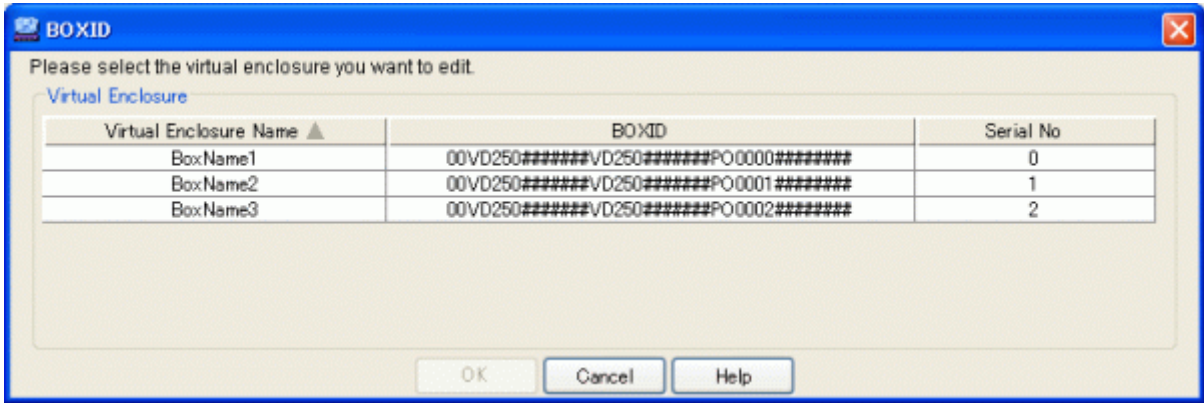 BOXID
Please select the virtual enclosure you want to edit.
Virtual Enclosure
Virtual Enclosure Name BOXID Serial No
BoxName1 00VD250#######VD250#######PO0000######## 0
BoxName2 00VD250#######VD250#######PO0001######## 1
BoxName3 00VD250#######VD250#######PO0002######## 2
OK Cancel Help